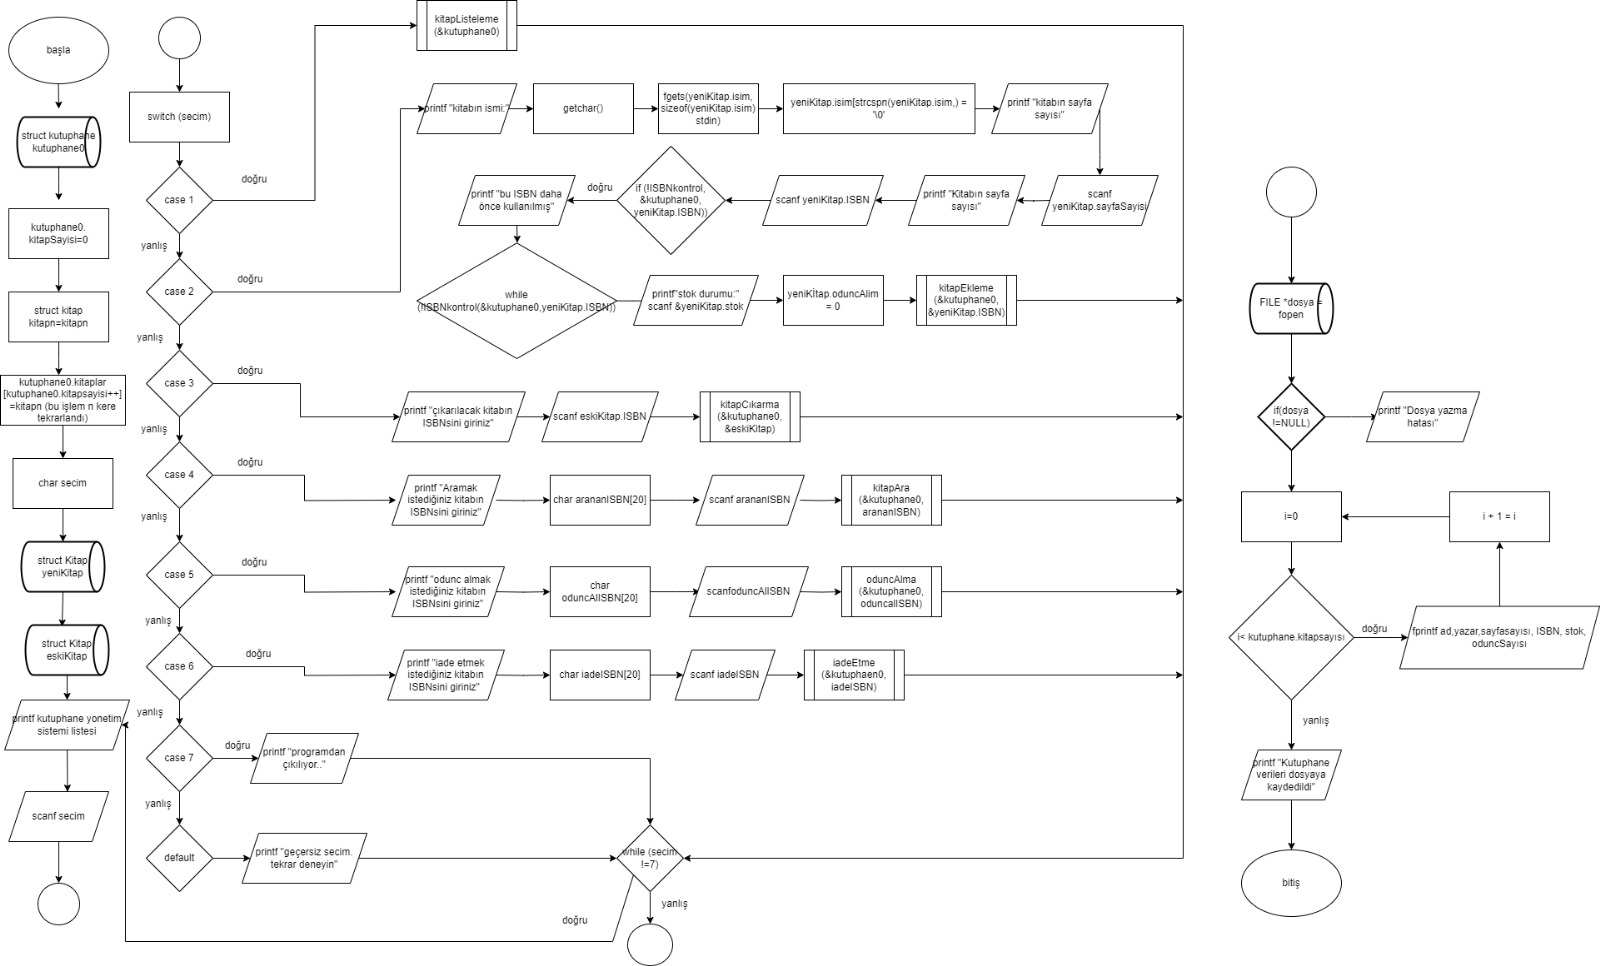 başla
struct kutuphane
kutuphane0
kutuphane0.
kitapSayisi=0
struct kitap
kitapn=kitapn
kutuphane0.kitaplar
[kutuphane0.kitapsayisi++]
=kitapn (bu işlem n kere
tekrarlandı)
char secim
struct Kitap
yeniKitap
struct Kitap
eskiKitap
printf kutuphane yonetim
sistemi listesi
scanf secim
switch (secim)
case 1
doğru
yanlış
kitapListeleme
(&kutuphane0)
case 2
doğru
yanlış
printf "kitabın ismi:"
getchar()
fgets(yeniKitap.isim,
sizeof(yeniKitap.isim)
stdin)
yeniKitap.isim[strcspn(yeniKitap.isim,) =
'\0'
printf "kitabın sayfa
sayısı"
scanf
yeniKitap.sayfaSayisi
printf "Kitabın sayfa
sayısı"
scanf yeniKitap.ISBN
if (!ISBNkontrol,
&kutuphane0,
yeniKitap.ISBN))
doğru
printf "bu ISBN daha
önce kullanılmış"
while
(!ISBNkontrol(&kutuphane0,yeniKitap.ISBN))
printf"stok durumu:"
scanf &yeniKitap.stok
yeniKİtap.oduncAlim
= 0
kitapEkleme
(&kutuphane0,
&yeniKitap.ISBN)
case 3
doğru
yanlış
printf "çıkarılacak kitabın
ISBNsini giriniz"
scanf eskiKitap.ISBN
kitapCıkarma
(&kutuphane0,
&eskiKitap)
case 4
doğru
yanlış
printf "Aramak
istediğiniz kitabın
ISBNsini giriniz"
char arananISBN[20]
scanf arananISBN
kitapAra
(&kutuphane0,
arananISBN)
case 5
doğru
yanlış
printf "odunc almak
istediğiniz kitabın
ISBNsini giriniz"
char
oduncAlISBN[20]
scanfoduncAlISBN
oduncAlma
(&kutuphane0,
oduncalISBN)
case 6
doğru
yanlış
printf "iade etmek
istediğiniz kitabın
ISBNsini giriniz"
char iadeISBN[20]
scanf iadeISBN
iadeEtme
(&kutuphaen0,
iadeISBN)
case 7
doğru
yanlış
printf "programdan
çıkılıyor.."
default
printf "geçersiz secim.
tekrar deneyin"
while (secim
!=7)
doğru
yanlış
FILE *dosya =
fopen
if(dosya
!=NULL)
printf "Dosya yazma
hatası"
i=0
i + 1 = i
i< kutuphane.kitapsayısı
doğru
fprintf ad,yazar,sayfasayısı, ISBN, stok,
oduncSayısı
yanlış
printf "Kutuphane
verileri dosyaya
kaydedildi"
bitiş